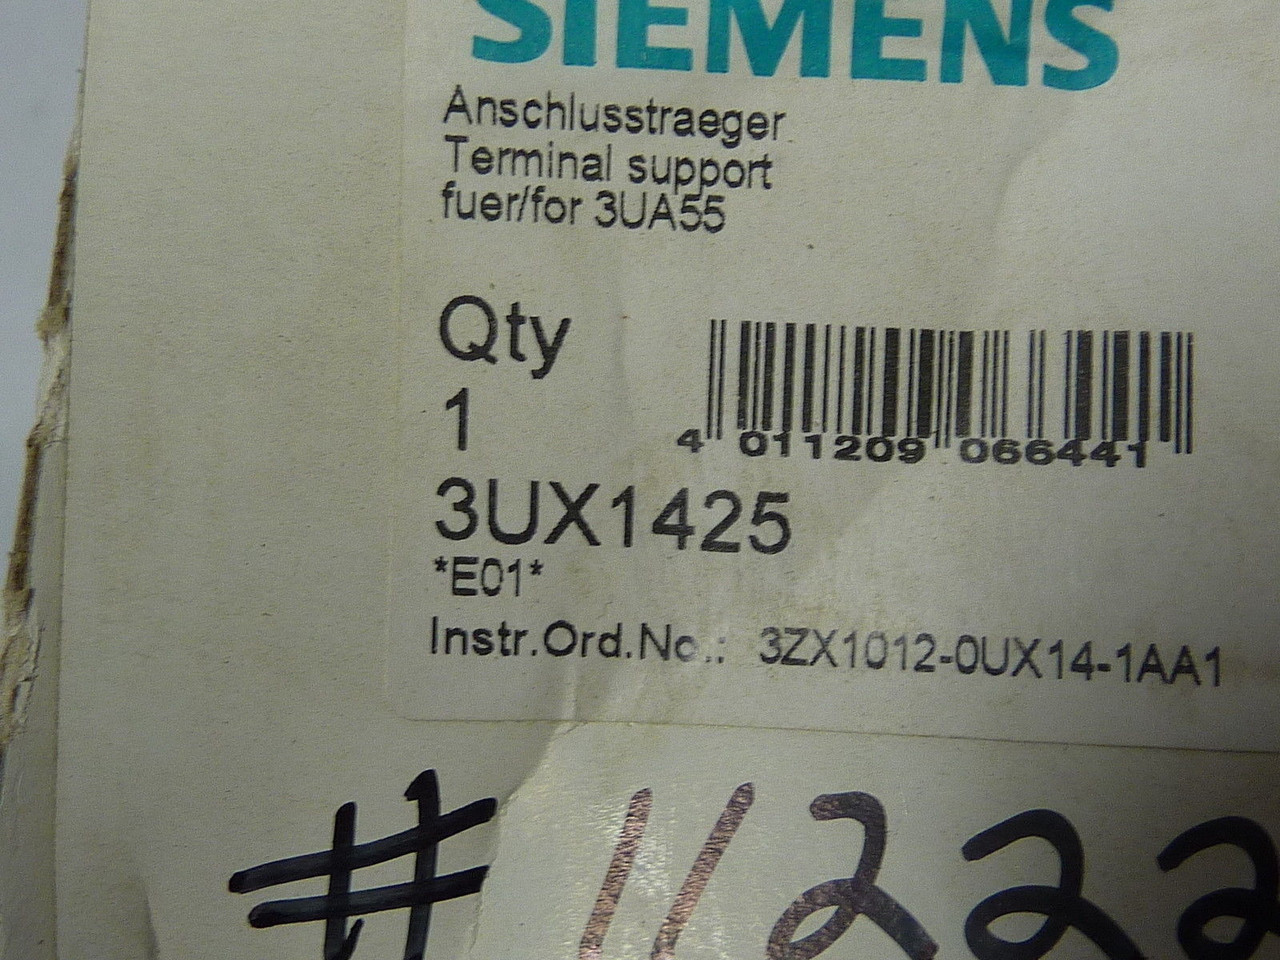 SIEMENS
Anschlusstraeger
Terminal support
fuer/for 3UA55
Qty
1
4 011209 066441
3UX1425
*E01*
Instr.Ord.No.: 3ZX1012-0UX14-1AA1
# 11222